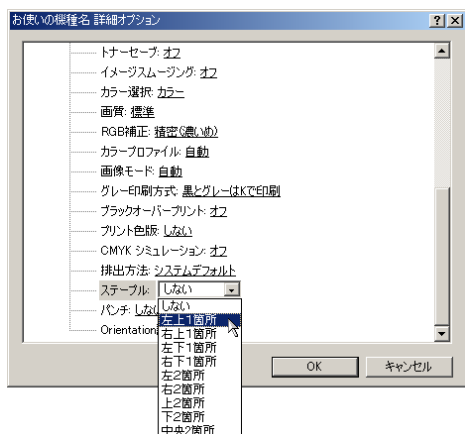 お使いの機種名 詳細オプション
トナーセーブ: オフ
イメージスムージング: オフ
カラー選択: カラー
画質: 標準
RGB補正: 精密(濃いめ)
カラープロファイル: 自動
画像モード: 自動
グレー印刷方式: 黒とグレーはKで印刷
ブラックオーバープリント: オフ
プリント色版: しない
CMYK シミュレーション: オフ
排出方法: システムデフォルト
ステープル: しない
パンチ: しない
しない
左上1箇所
Orientation
右上1箇所
左下1箇所
右下1箇所
左2箇所
右2箇所
上2箇所
下2箇所
中央2箇所
OK
キャンセル